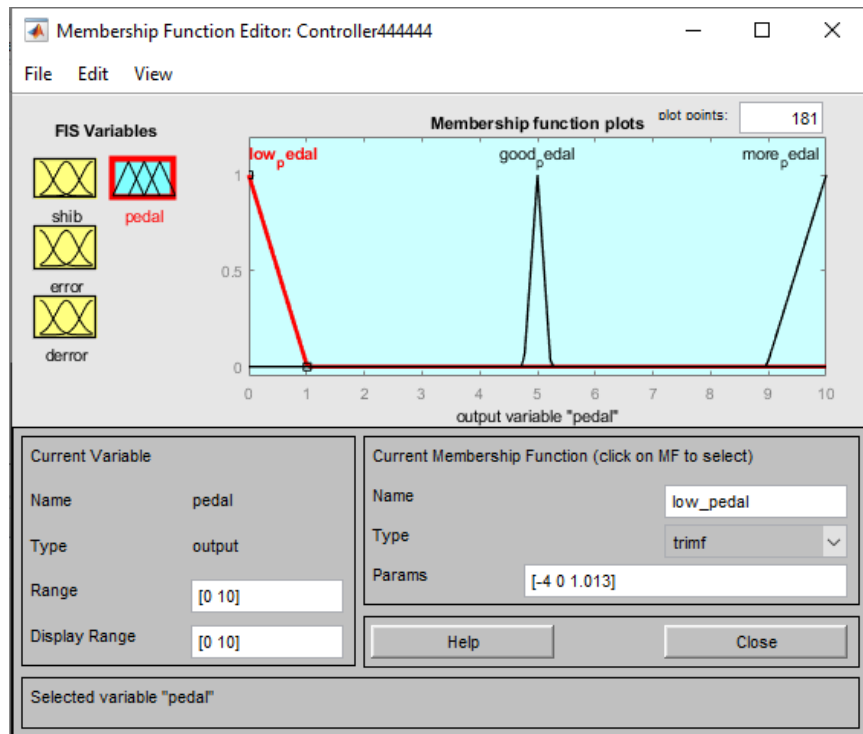 Membership Function Editor: Controller444444
File Edit View
FIS Variables
Membership function plots
plot points:
181
low_pedal
good_pedal
more_pedal
shib
pedal
error
derror
1
0.5
0
0 1 2 3 4 5 6 7 8 9 10
output variable "pedal"
Current Variable
Name pedal
Type output
Range [0 10]
Display Range [0 10]
Current Membership Function (click on MF to select)
Name low_pedal
Type trimf
Params [-4 0 1.013]
Help
Close
Selected variable "pedal"